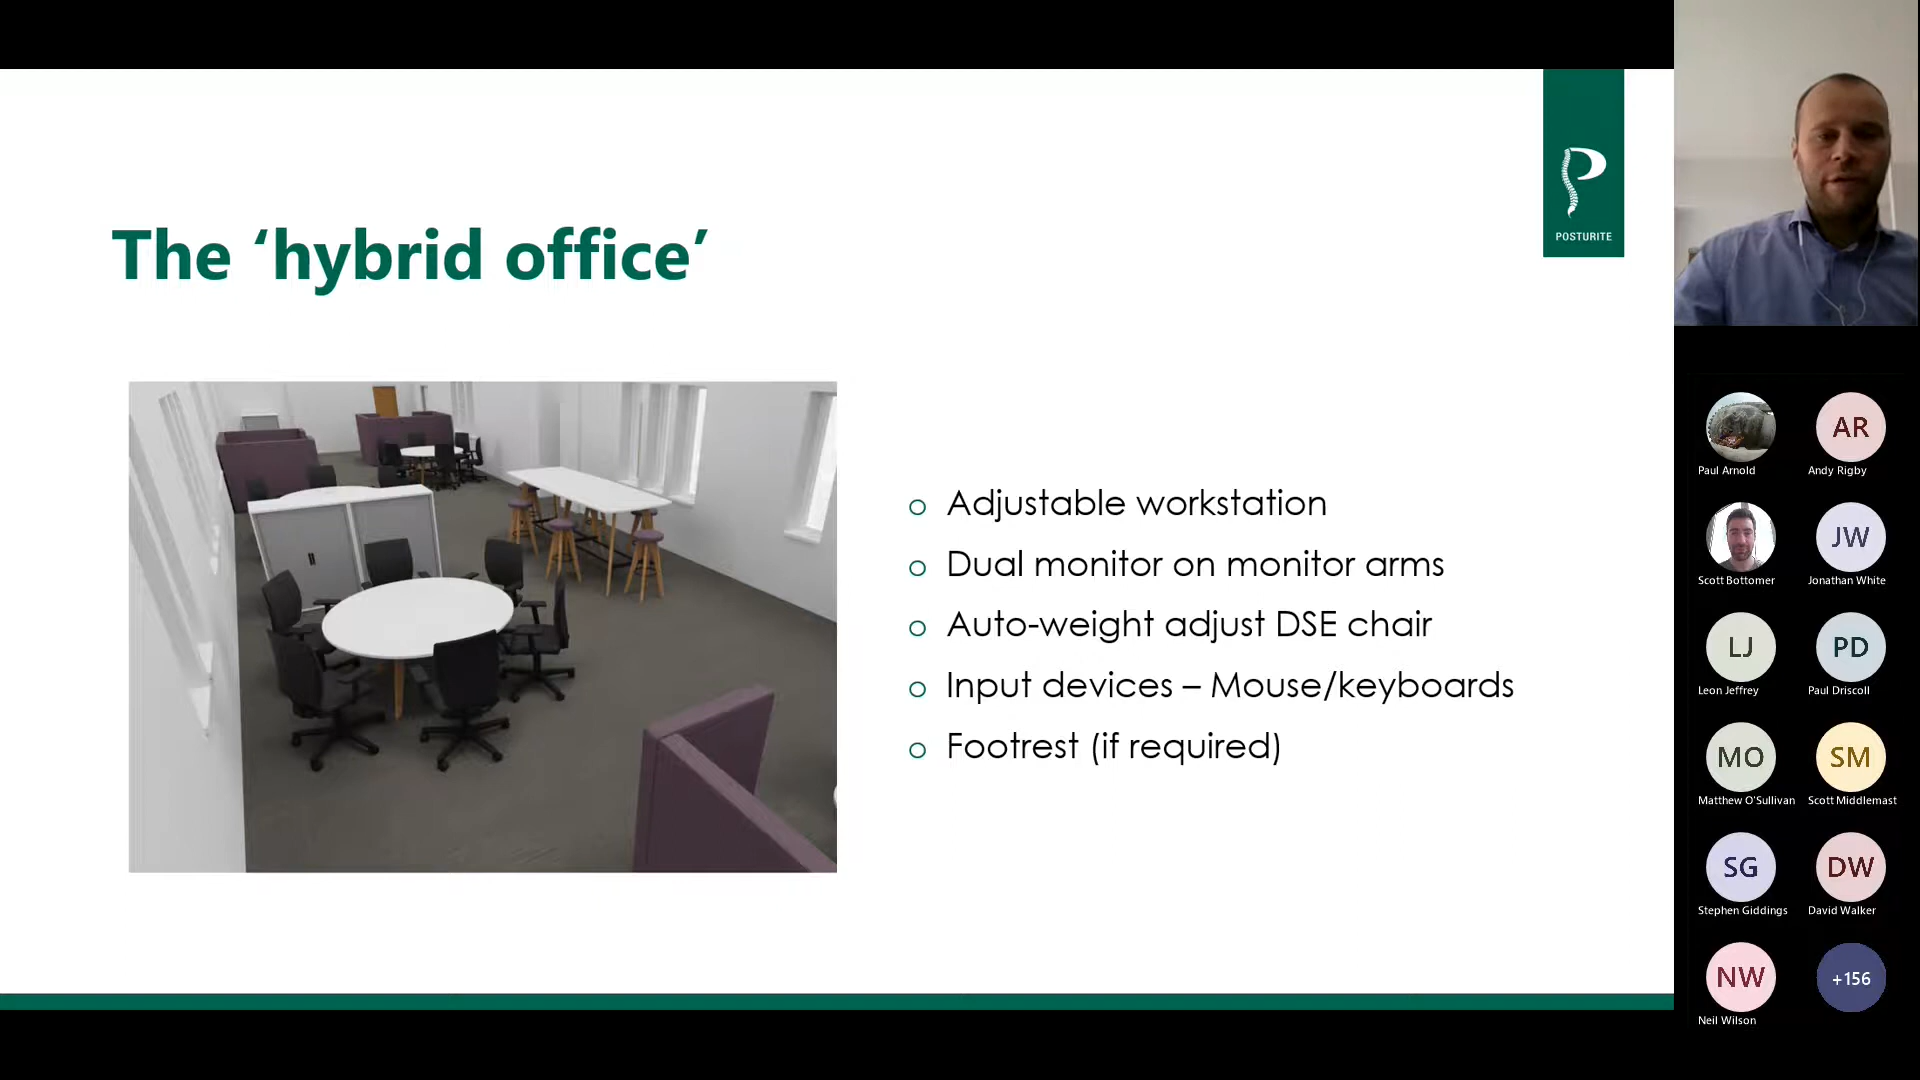 POSTURITE
The ‘hybrid office’
Adjustable workstation
Dual monitor on monitor arms
Auto-weight adjust DSE chair
Input devices – Mouse/keyboards
Footrest (if required)
Paul Arnold
AR
Andy Rigby
Scott Bottomer
JW
Jonathan White
LJ
Leon Jeffrey
PD
Paul Driscoll
MO
Matthew O'Sullivan
SM
Scott Middlemast
SG
Stephen Giddings
DW
David Walker
NW
Neil Wilson
+156